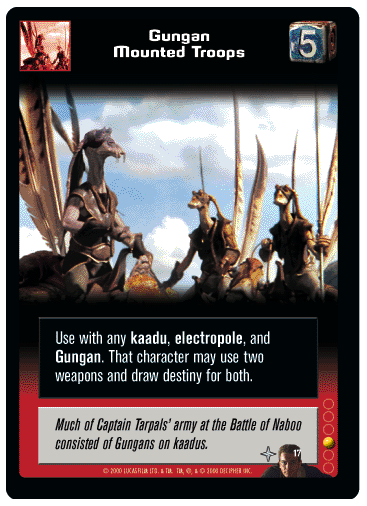 Gungan
Mounted Troops
5
Use with any kaadu, electropole, and
Gungan. That character may use two
weapons and draw destiny for both.
Much of Captain Tarpals' army at the Battle of Naboo
consisted of Gungans on kaadus.
17
© 2000 LUCASFILM LTD. & TM. TM, ®, & © 2000 DECIPHER INC.